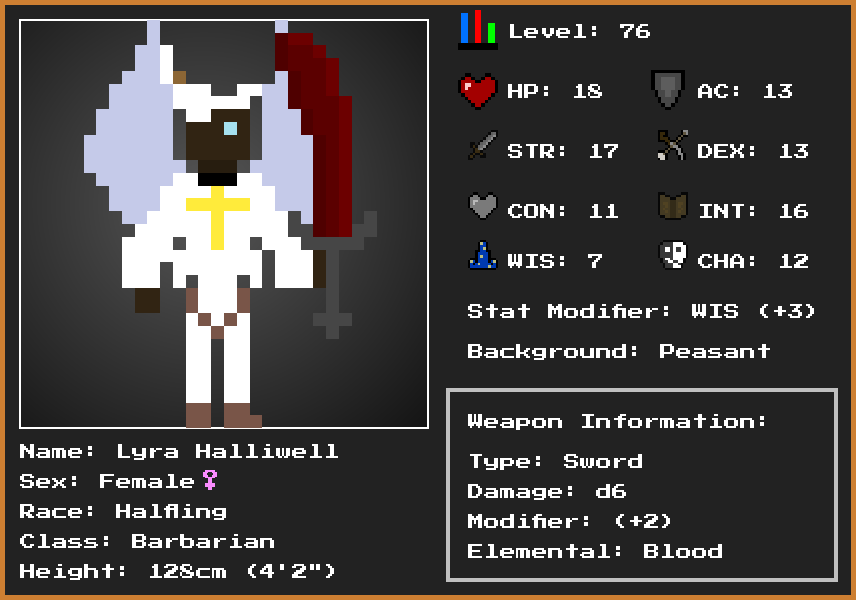 Level: 76
HP: 18
AC: 13
STR: 17
DEX: 13
CON: 11
INT: 16
WIS: 7
CHA: 12
Stat Modifier: WIS (+3)
Background: Peasant
Weapon Information:
Type: Sword
Damage: d6
Modifier: (+2)
Elemental: Blood
Name: Lyra Halliwell
Sex: Female♀
Race: Halfling
Class: Barbarian
Height: 128cm (4'2")